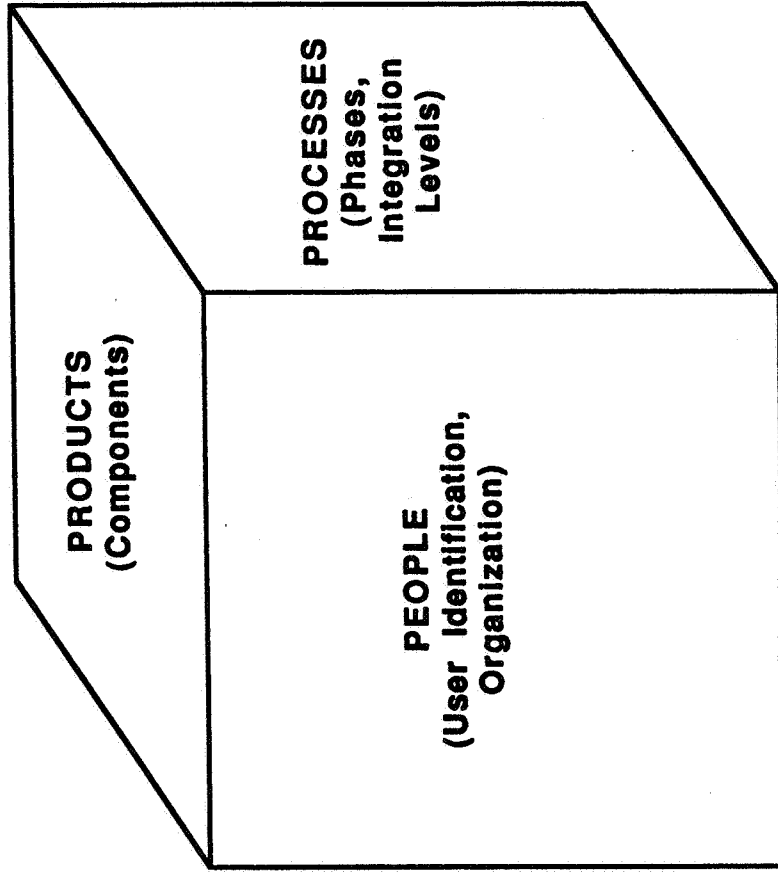 PRODUCTS
(Components)
PROCESSES
(Phases,
Integration
Levels)
PEOPLE
(User Identification,
Organization)